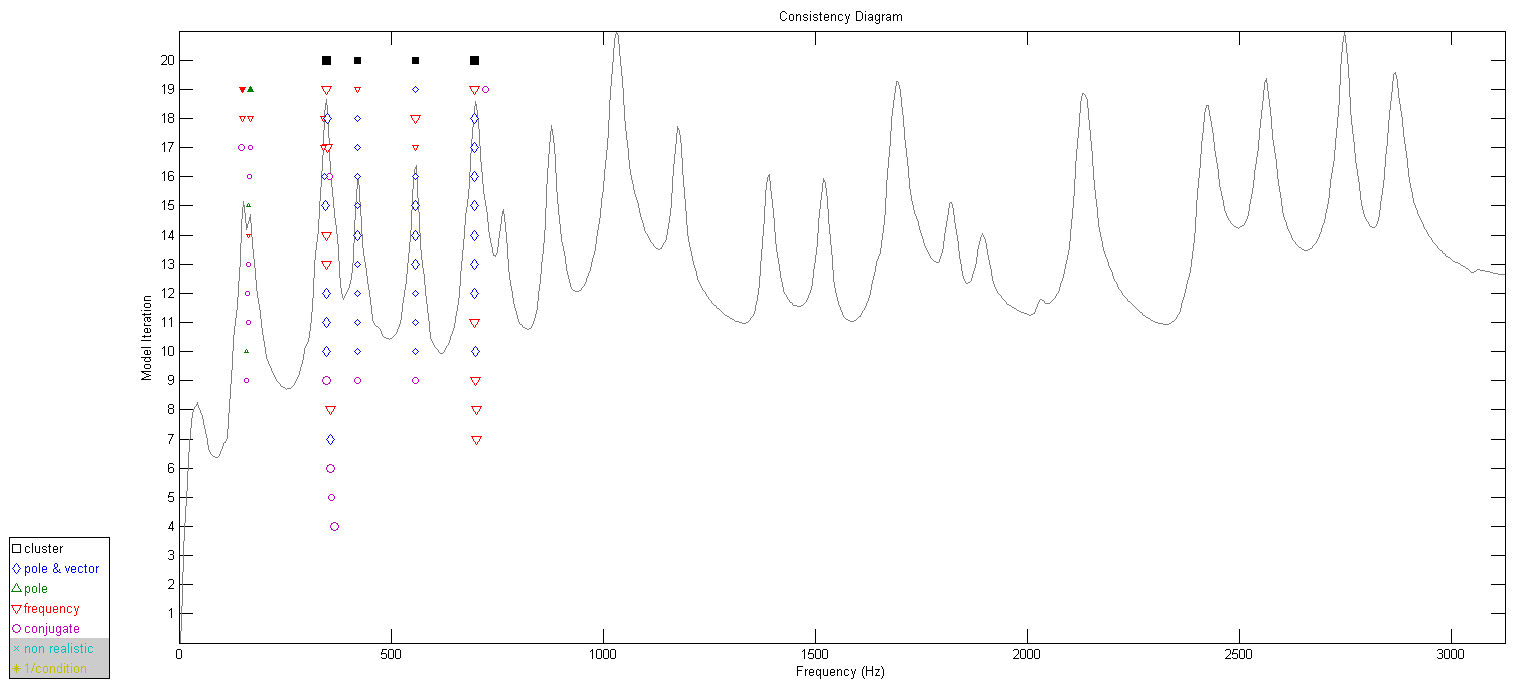 Consistency Diagram
20
19
18
17
16
15
14
13
12
11
10
9
8
7
6
5
4
3
2
1
Model Iteration
0 500 1000 1500 2000 2500 3000
Frequency (Hz)
cluster
pole & vector
pole
frequency
conjugate
non realistic
1/condition